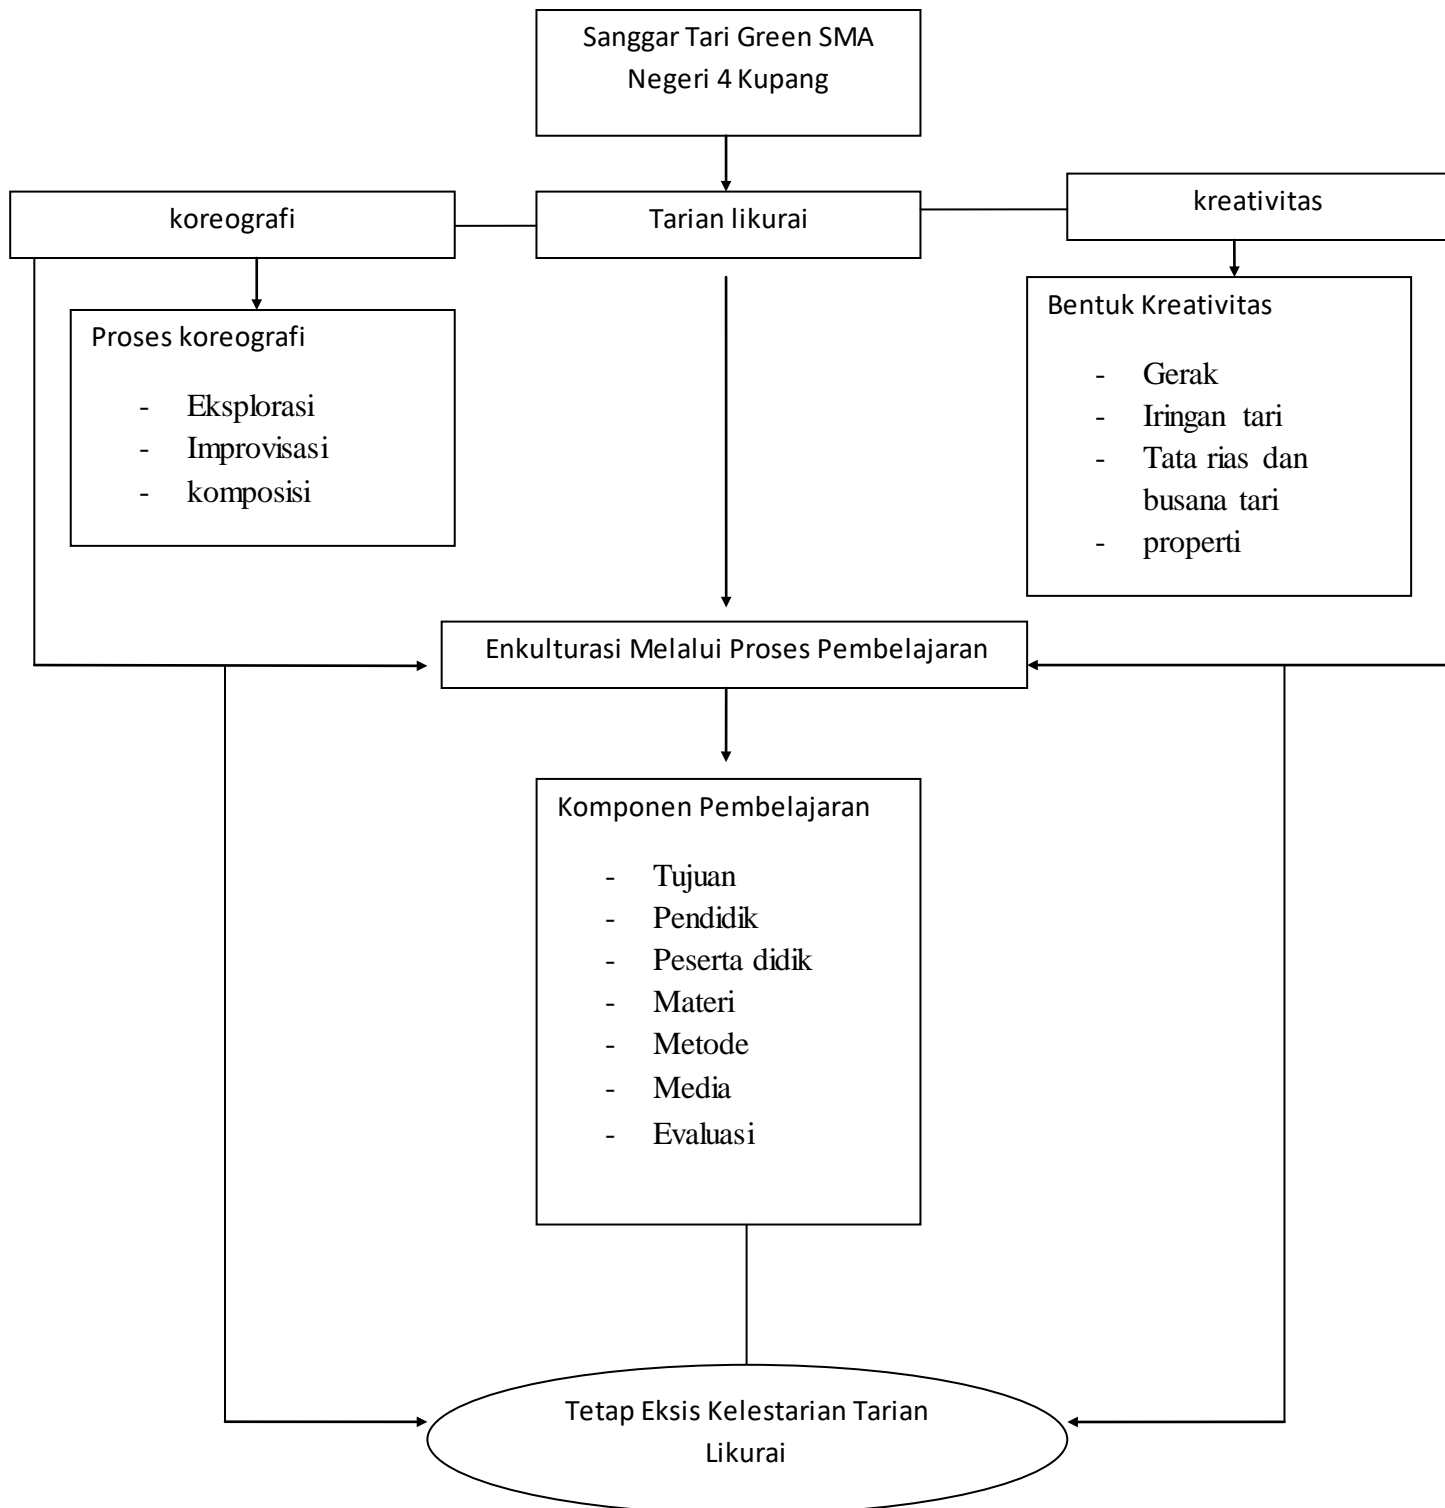 Sanggar Tari Green SMA
Negeri 4 Kupang
koreografi
Tarian likurai
kreativitas
Proses koreografi
- Eksplorasi
- Improvisasi
- komposisi
Bentuk Kreativitas
- Gerak
- Iringan tari
- Tata rias dan
busana tari
- properti
Enkulturasi Melalui Proses Pembelajaran
Komponen Pembelajaran
- Tujuan
- Pendidik
- Peserta didik
- Materi
- Metode
- Media
- Evaluasi
Tetap Eksis Kelestarian Tarian
Likurai